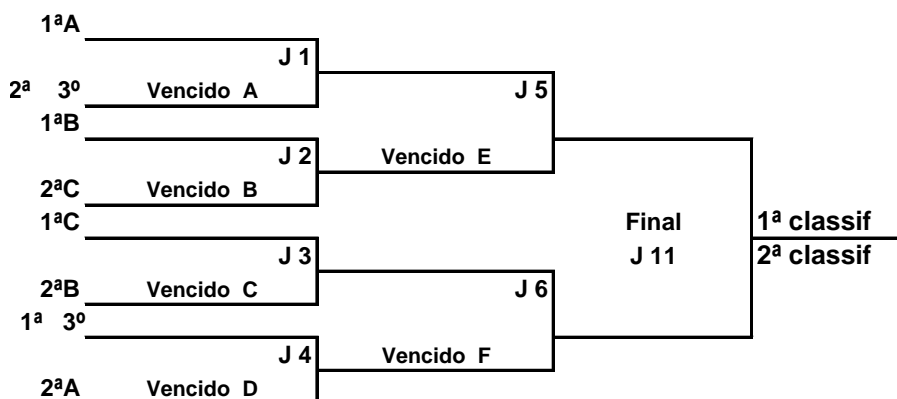 1ªA
J 1
2ª 3º Vencido A J 5
1ªB
J 2 Vencido E
2ªC Vencido B
1ªC Final 1ª classif
J 3 J 11 2ª classif
2ªB Vencido C J 6
1ª 3º
J 4 Vencido F
2ªA Vencido D